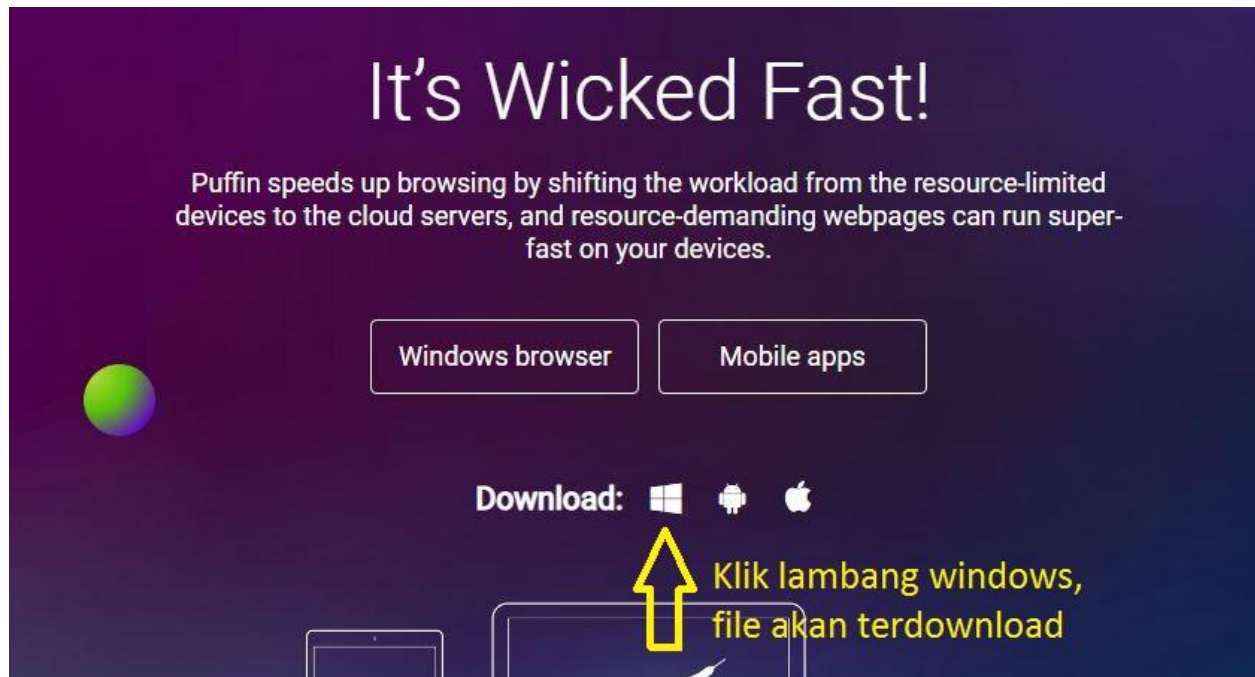 It’s Wicked Fast!
Puffin speeds up browsing by shifting the workload from the resource-limited
devices to the cloud servers, and resource-demanding webpages can run super-
fast on your devices.
Windows browser
Mobile apps
Download:
Klik lambang windows,
file akan terdownload